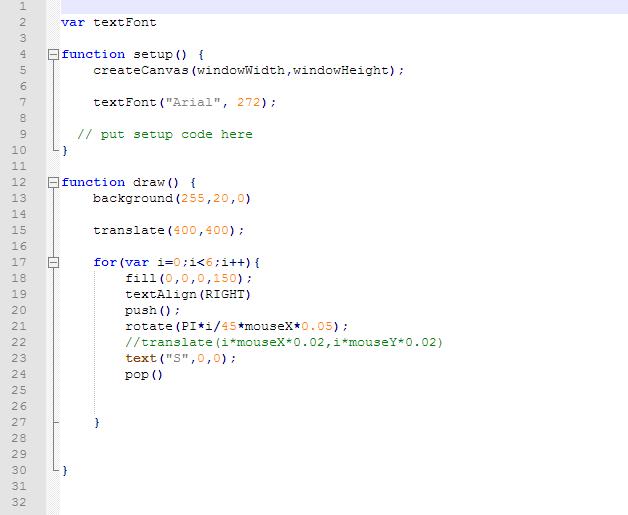 1
2 var textFont
3
4 function setup() {
5 createCanvas(windowWidth,windowHeight);
6
7 textFont("Arial", 272);
8
9 // put setup code here
10 }
11
12 function draw() {
13 background(255,20,0)
14
15 translate(400,400);
16
17 for(var i=0;i<6;i++){
18 fill(0,0,0,150);
19 textAlign(RIGHT)
20 push();
21 rotate(PI*i/45*mouseX*0.05);
22 //translate(i*mouseX*0.02,i*mouseY*0.02)
23 text("S",0,0);
24 pop()
25
26
27 }
28
29
30 }
31
32